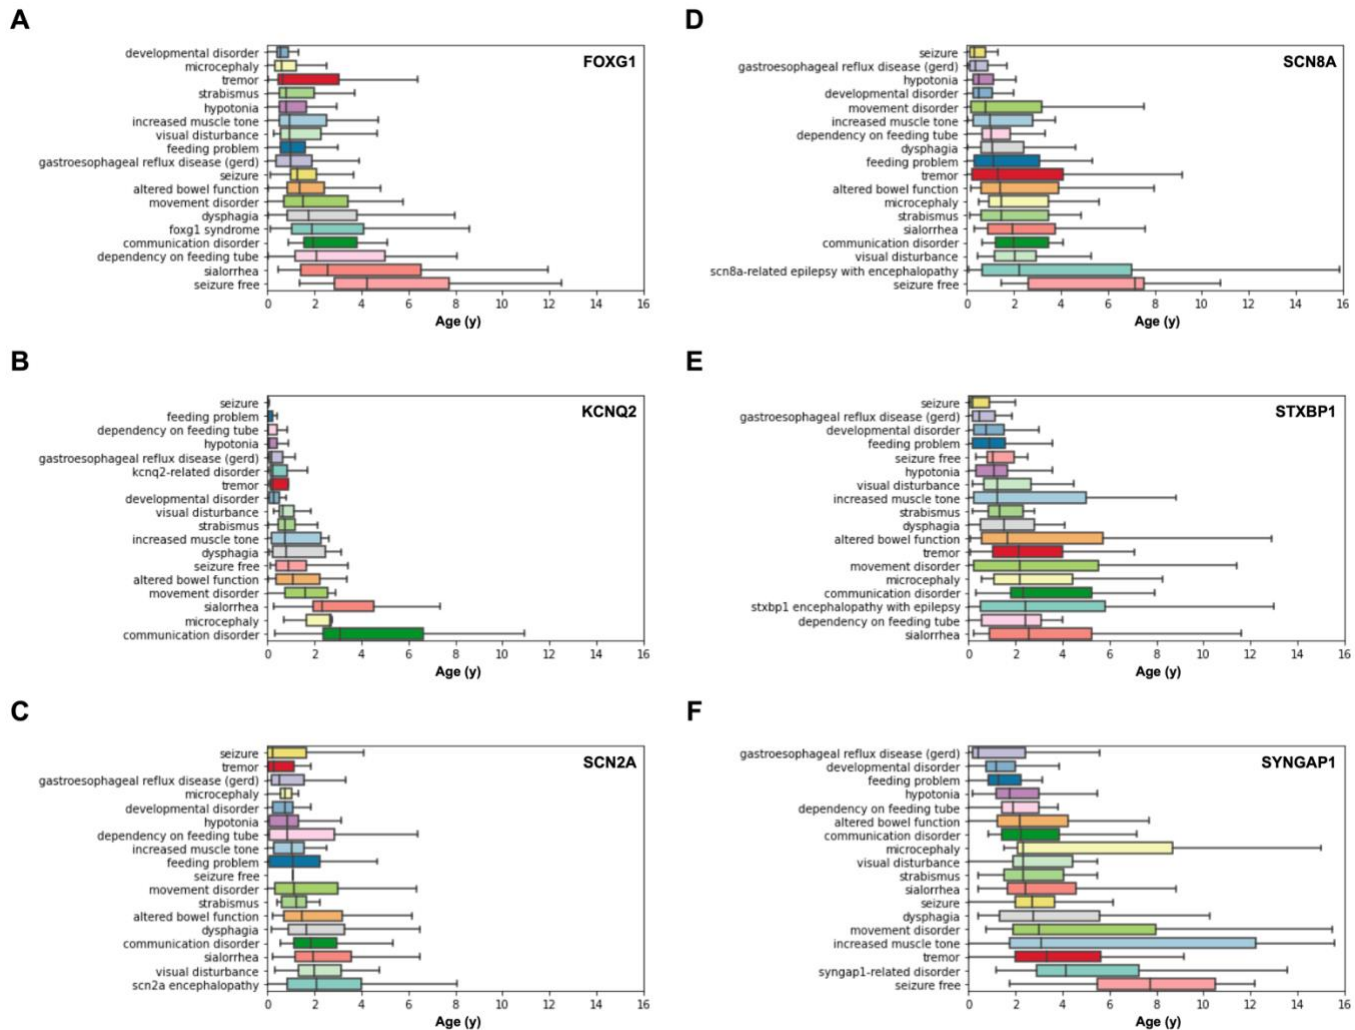 A
FOXG1
developmental disorder
microcephaly
tremor
strabismus
hypotonia
increased muscle tone
visual disturbance
feeding problem
gastroesophageal reflux disease (gerd)
seizure
altered bowel function
movement disorder
dysphagia
foxg1 syndrome
communication disorder
dependency on feeding tube
sialorrhea
seizure free
0 2 4 6 8 10 12 14 16
Age (y)
B
KCNQ2
seizure
feeding problem
dependency on feeding tube
hypotonia
gastroesophageal reflux disease (gerd)
kcnq2-related disorder
tremor
developmental disorder
visual disturbance
strabismus
increased muscle tone
dysphagia
seizure free
altered bowel function
movement disorder
sialorrhea
microcephaly
communication disorder
0 2 4 6 8 10 12 14 16
Age (y)
C
SCN2A
seizure
tremor
gastroesophageal reflux disease (gerd)
microcephaly
developmental disorder
hypotonia
dependency on feeding tube
increased muscle tone
feeding problem
seizure free
movement disorder
strabismus
altered bowel function
dysphagia
communication disorder
sialorrhea
visual disturbance
scn2a encephalopathy
0 2 4 6 8 10 12 14 16
Age (y)
D
SCN8A
seizure
gastroesophageal reflux disease (gerd)
hypotonia
developmental disorder
movement disorder
increased muscle tone
dependency on feeding tube
dysphagia
feeding problem
tremor
altered bowel function
microcephaly
strabismus
sialorrhea
communication disorder
visual disturbance
scn8a-related epilepsy with encephalopathy
seizure free
0 2 4 6 8 10 12 14 16
Age (y)
E
STXBP1
seizure
gastroesophageal reflux disease (gerd)
developmental disorder
feeding problem
seizure free
hypotonia
visual disturbance
increased muscle tone
strabismus
dysphagia
altered bowel function
tremor
movement disorder
microcephaly
communication disorder
stxbp1 encephalopathy with epilepsy
dependency on feeding tube
sialorrhea
0 2 4 6 8 10 12 14 16
Age (y)
F
SYNGAP1
gastroesophageal reflux disease (gerd)
developmental disorder
feeding problem
hypotonia
dependency on feeding tube
altered bowel function
communication disorder
microcephaly
visual disturbance
strabismus
sialorrhea
seizure
dysphagia
movement disorder
increased muscle tone
tremor
syngap1-related disorder
seizure free
0 2 4 6 8 10 12 14 16
Age (y)